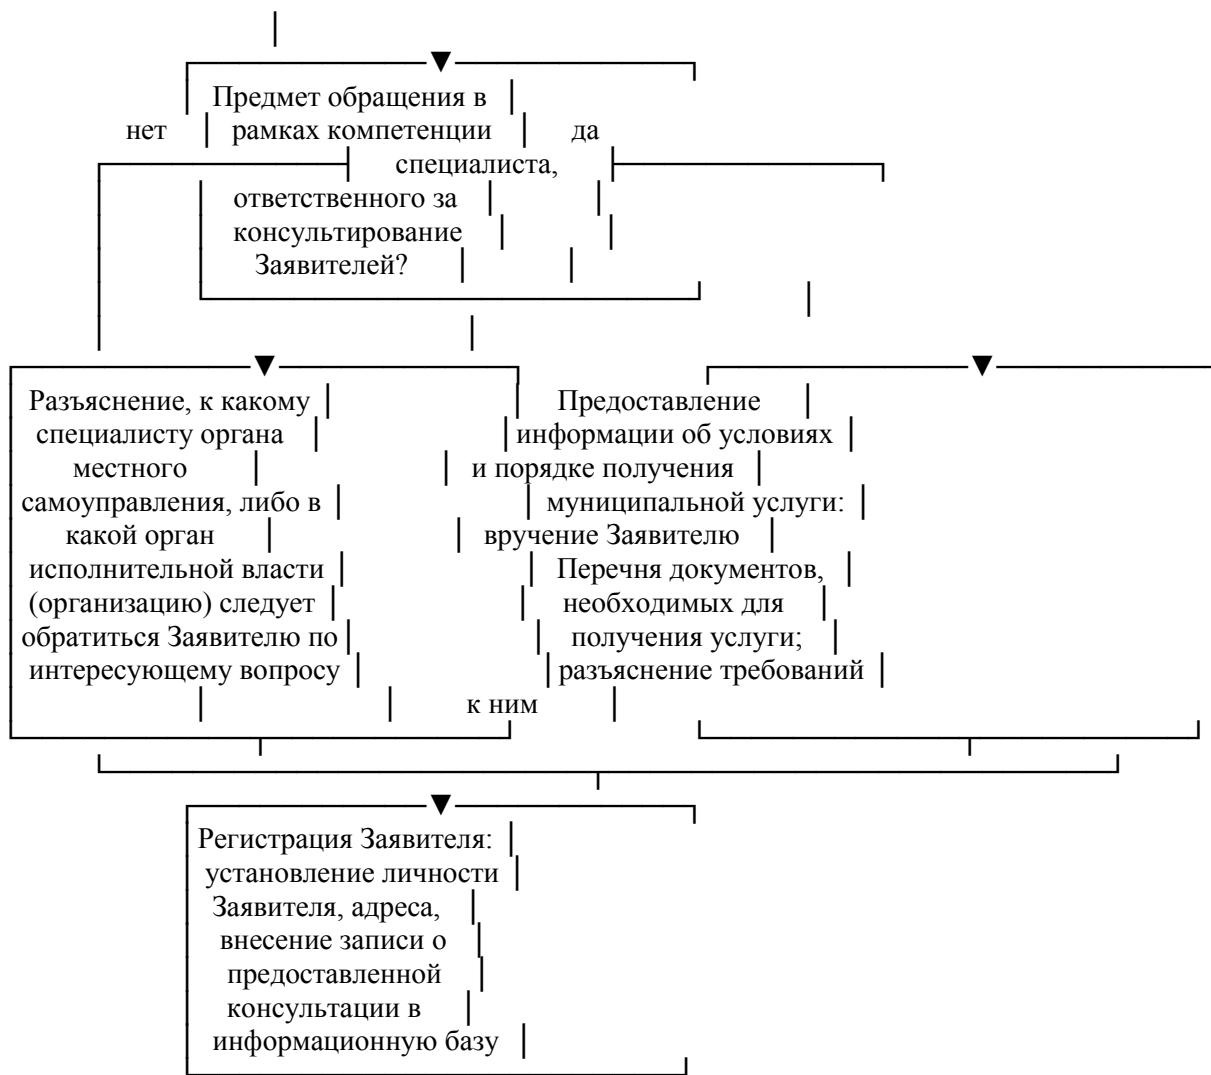 Предмет обращения в
нет рамках компетенции да
специалиста,
ответственного за
консультирование
Заявителей?
Разъяснение, к какому
специалисту органа
местного
самоуправления, либо в
какой орган
исполнительной власти
(организацию) следует
обратиться Заявителю по
интересующему вопросу
Предоставление
информации об условиях
и порядке получения
муниципальной услуги:
вручение Заявителю
Перечня документов,
необходимых для
получения услуги;
разъяснение требований
к ним
Регистрация Заявителя:
установление личности
Заявителя, адреса,
внесение записи о
предоставленной
консультации в
информационную базу